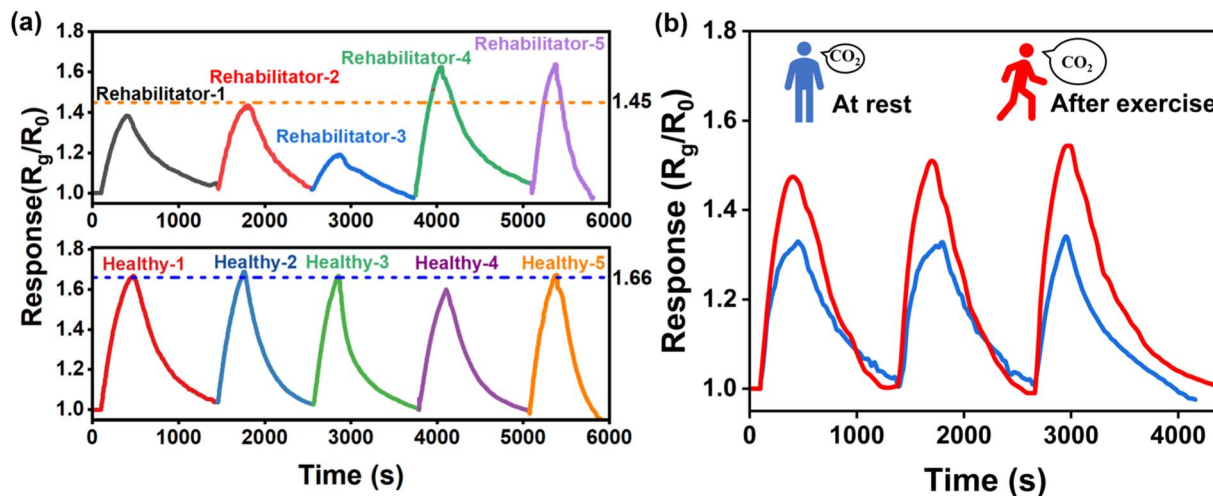 (a)
Response(Rg/R0)
1.8
1.6
1.4
1.2
1.0
Rehabilitator-1
Rehabilitator-2
Rehabilitator-3
Rehabilitator-4
Rehabilitator-5
1.45
0 1000 2000 3000 4000 5000 6000
1.8
1.6
1.4
1.2
1.0
Healthy-1 Healthy-2 Healthy-3 Healthy-4 Healthy-5
1.66
0 1000 2000 3000 4000 5000 6000
Time (s)
(b)
Response (Rg/R0)
1.8
1.6
1.4
1.2
1.0
CO2
At rest
CO2
After exercise
0 1000 2000 3000 4000
Time (s)